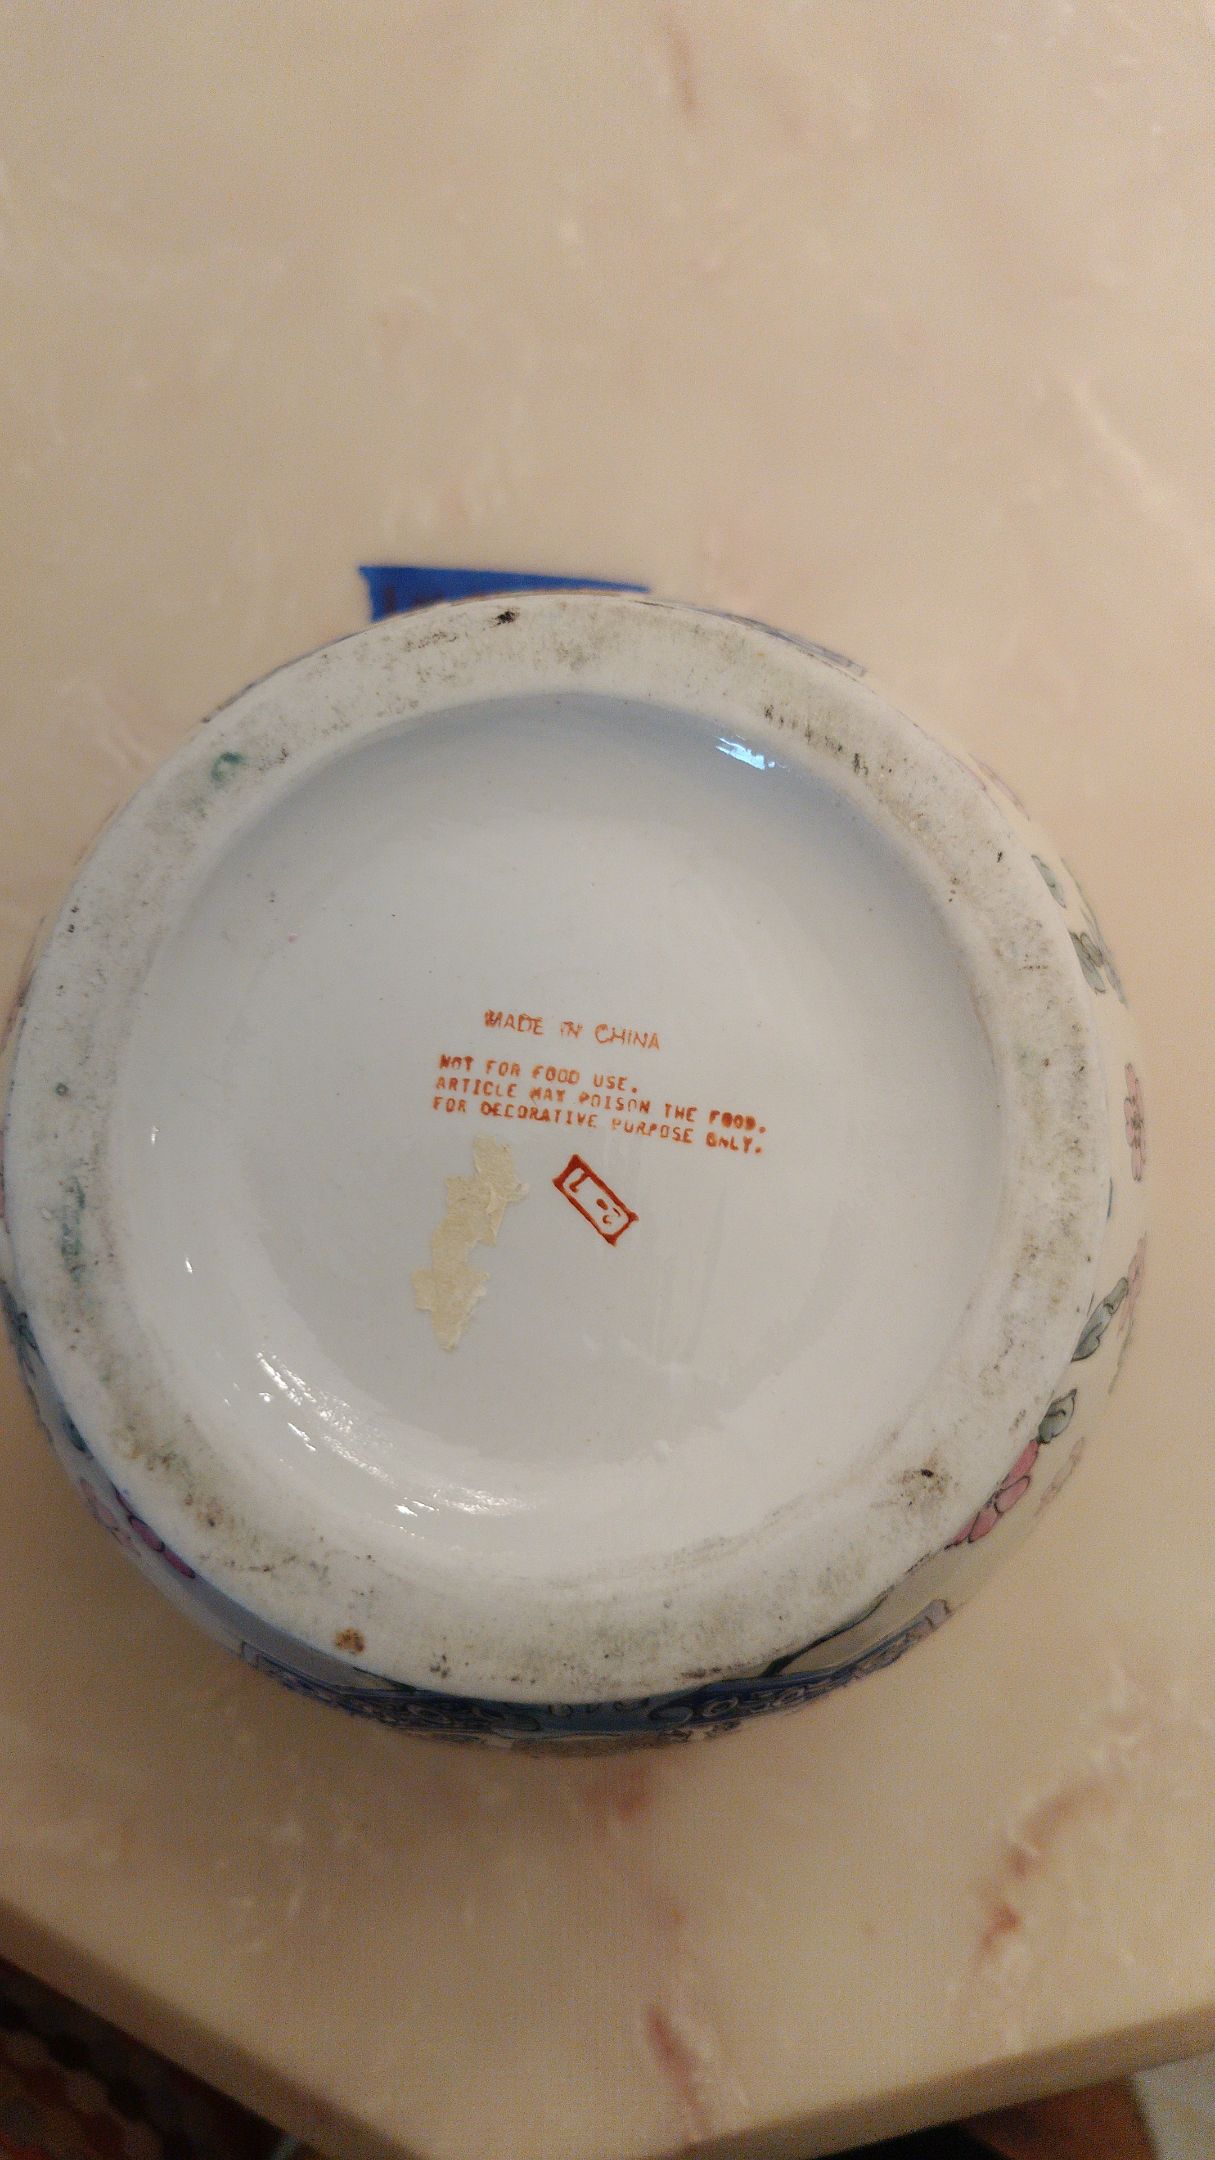 MADE IN CHINA
NOT FOR FOOD USE.
ARTICLE MAY POISON THE FOOD.
FOR DECORATIVE PURPOSE ONLY.